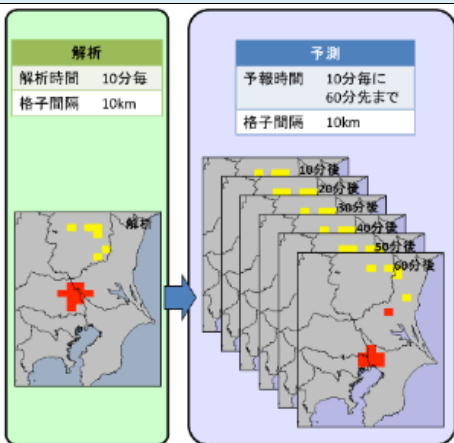 解析
解析時間 10分毎
格子間隔 10km
解析
予測
予報時間 10分毎に
60分先まで
格子間隔 10km
10分後
20分後
30分後
40分後
50分後
60分後